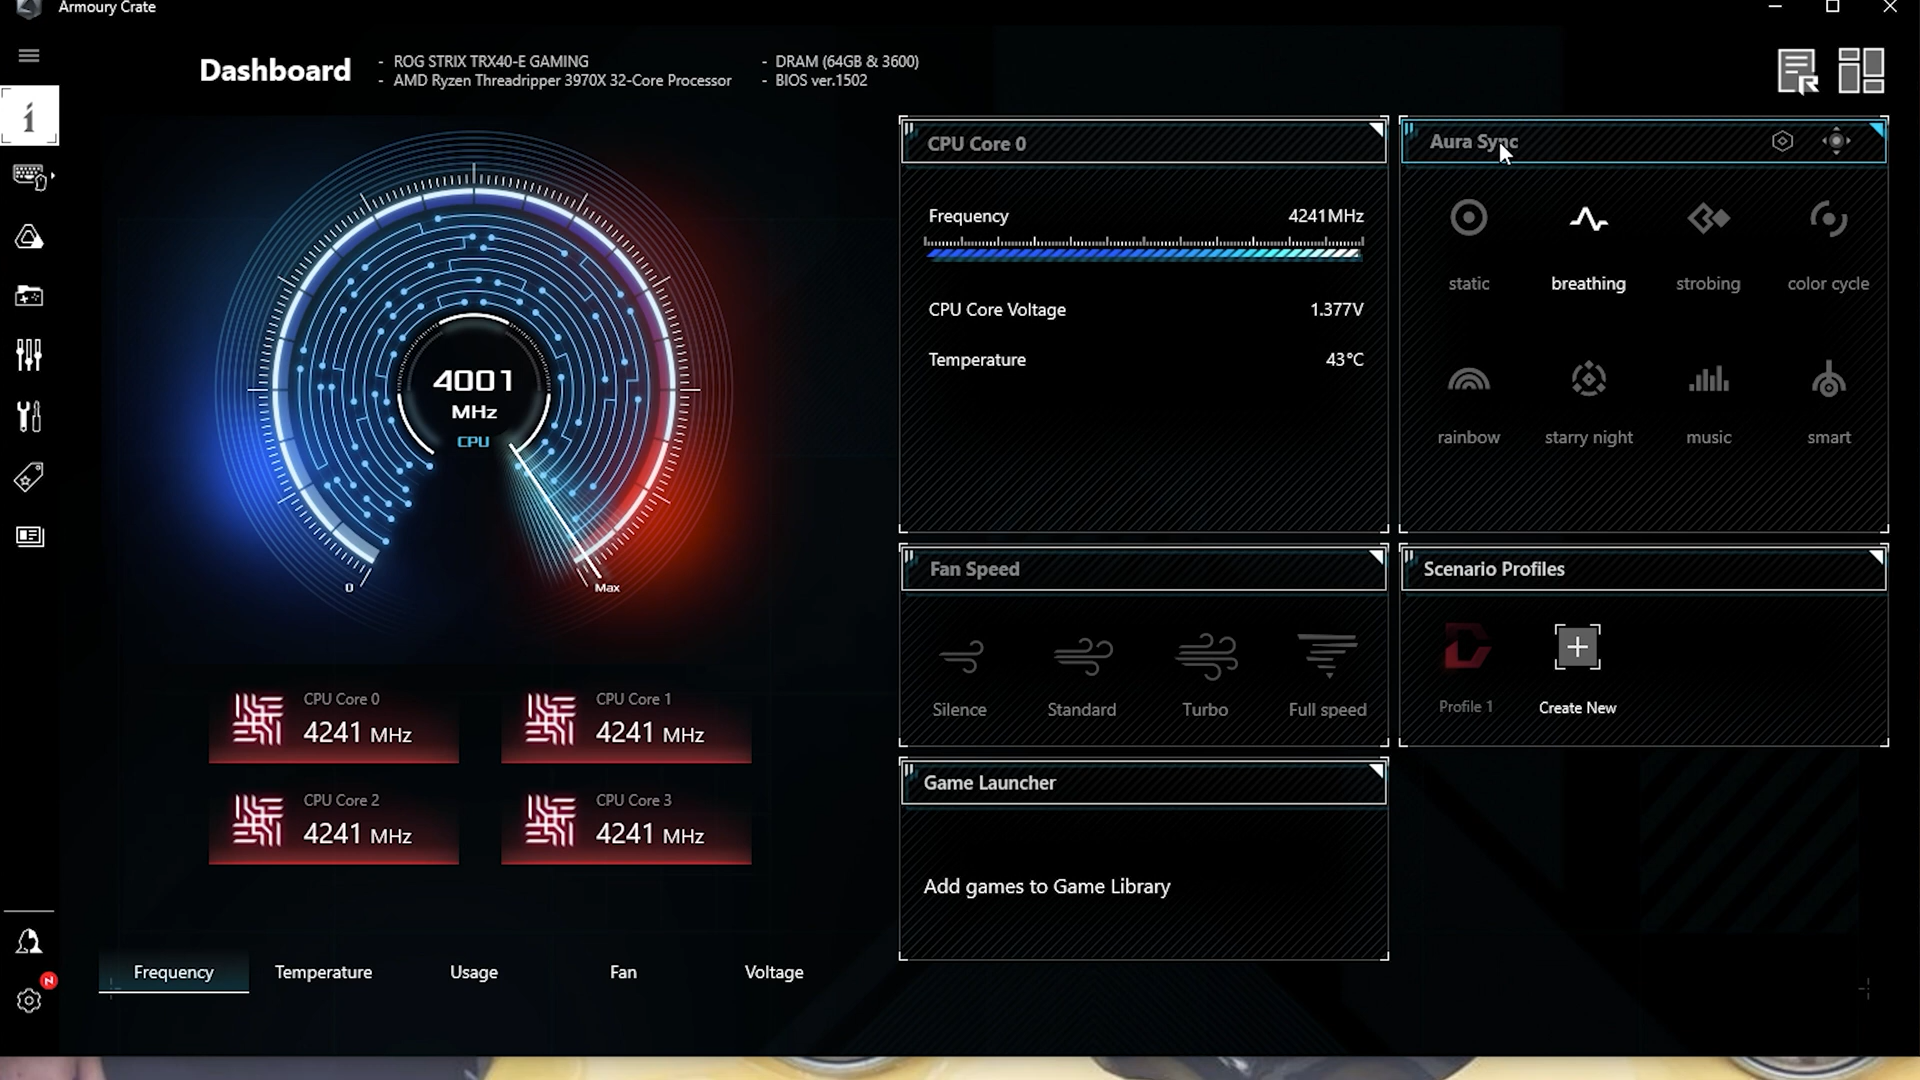 Armoury Crate
Dashboard
- ROG STRIX TRX40-E GAMING
- AMD Ryzen Threadripper 3970X 32-Core Processor
- DRAM (64GB & 3600)
- BIOS ver.1502
4001
MHz
CPU
0
Max
CPU Core 0
4241 MHz
CPU Core 1
4241 MHz
CPU Core 2
4241 MHz
CPU Core 3
4241 MHz
Frequency
Temperature
Usage
Fan
Voltage
CPU Core 0
Frequency 4241MHz
CPU Core Voltage 1.377V
Temperature 43°C
Aura Sync
static
breathing
strobing
color cycle
rainbow
starry night
music
smart
Fan Speed
Silence
Standard
Turbo
Full speed
Scenario Profiles
Profile 1
Create New
Game Launcher
Add games to Game Library
N